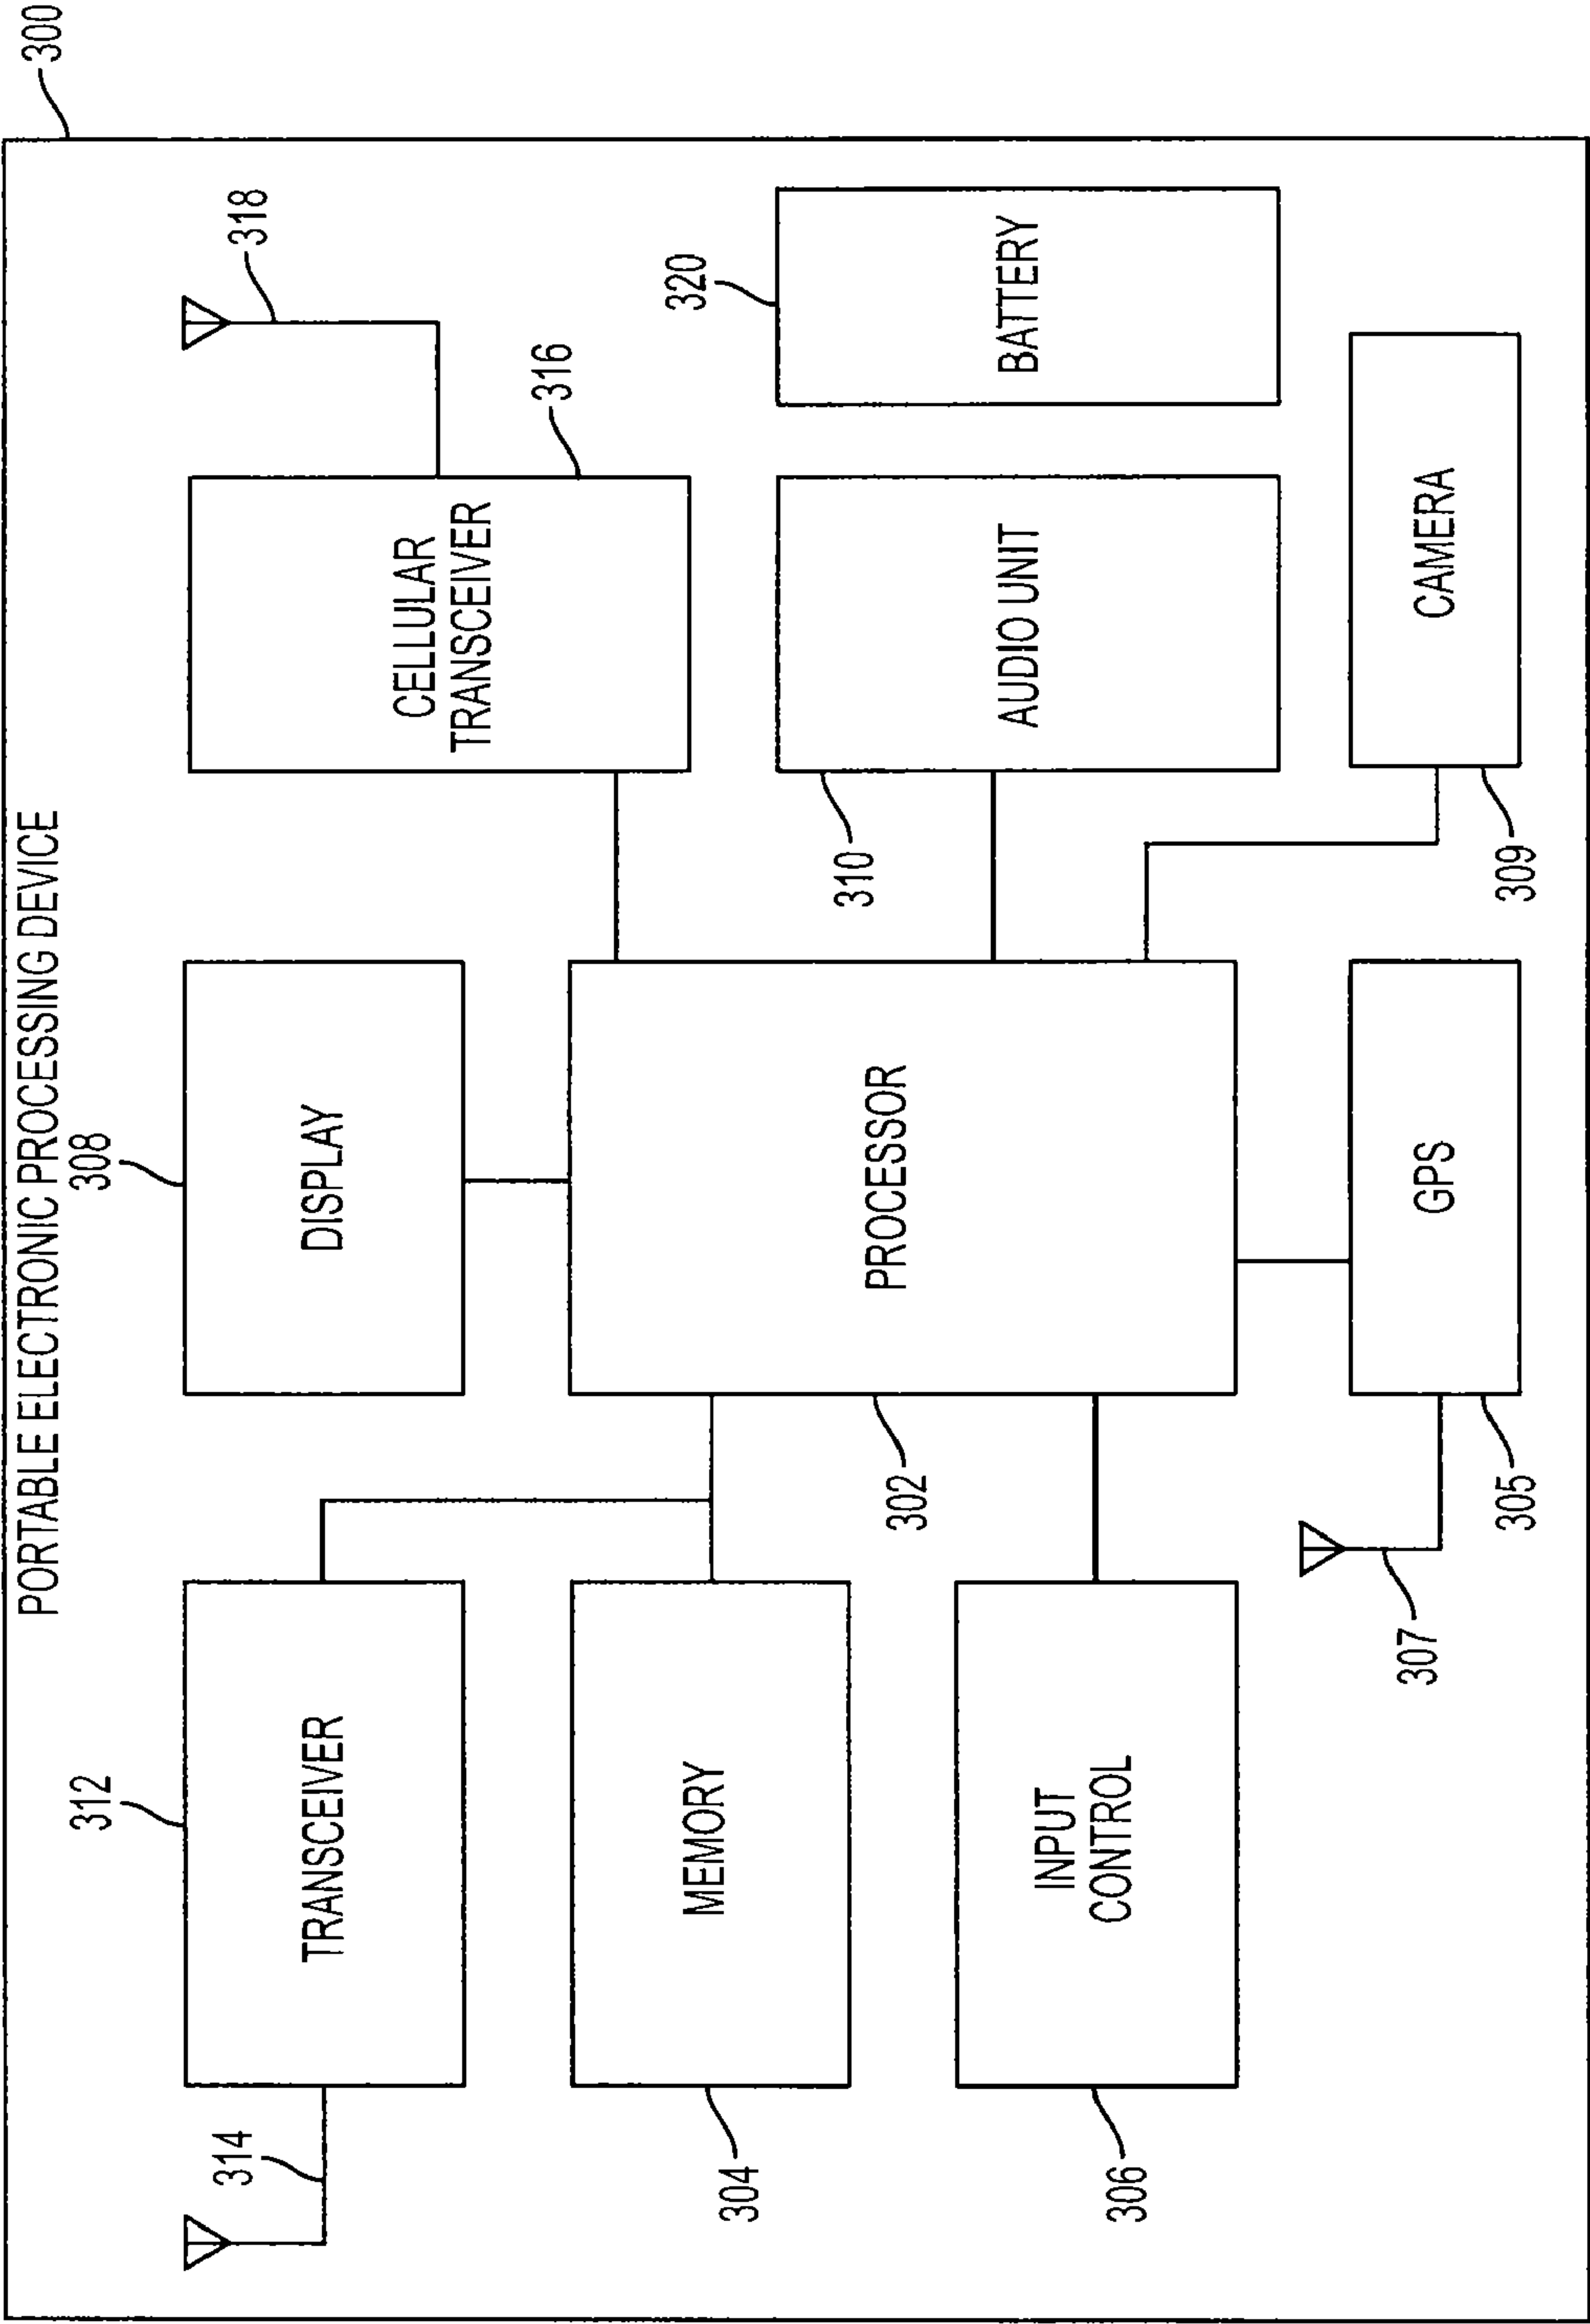 300
PORTABLE ELECTRONIC PROCESSING DEVICE
312
308
314
318
TRANSCEIVER
DISPLAY
CELLULAR
TRANSCEIVER
316
MEMORY
304
PROCESSOR
302
320
310
AUDIO UNIT
BATTERY
INPUT
CONTROL
306
307
GPS
305
CAMERA
309